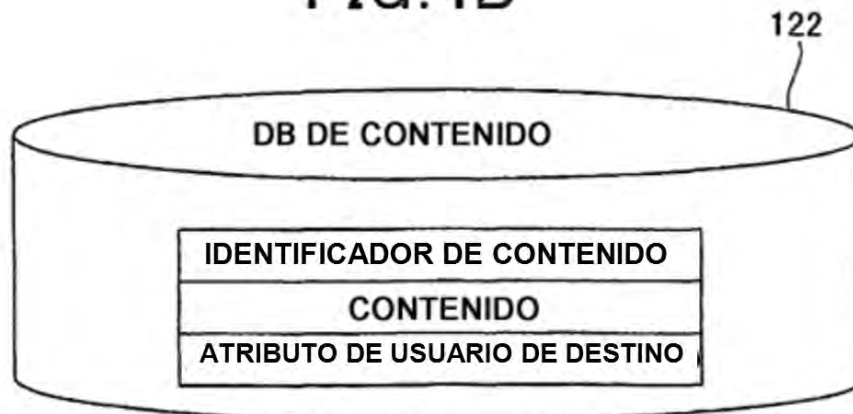 122
DB DE CONTENIDO
IDENTIFICADOR DE CONTENIDO
CONTENIDO
ATRIBUTO DE USUARIO DE DESTINO